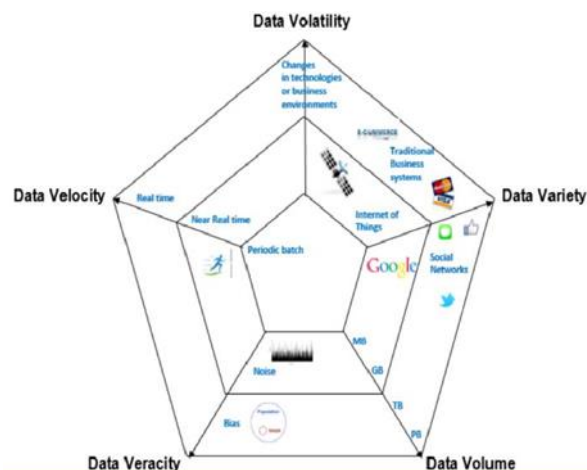 Data Volatility
Changes
in technologies
or business
environments
E-COMMERCE
Traditional
Business
systems
MasterCard
VISA
Data Velocity
Real time
Near Real time
Data Variety
Internet of
Things
Periodic batch
Google
Social
Networks
MB
Noise
GB
TB
Bias
Population
PB
Data Veracity
Data Volume